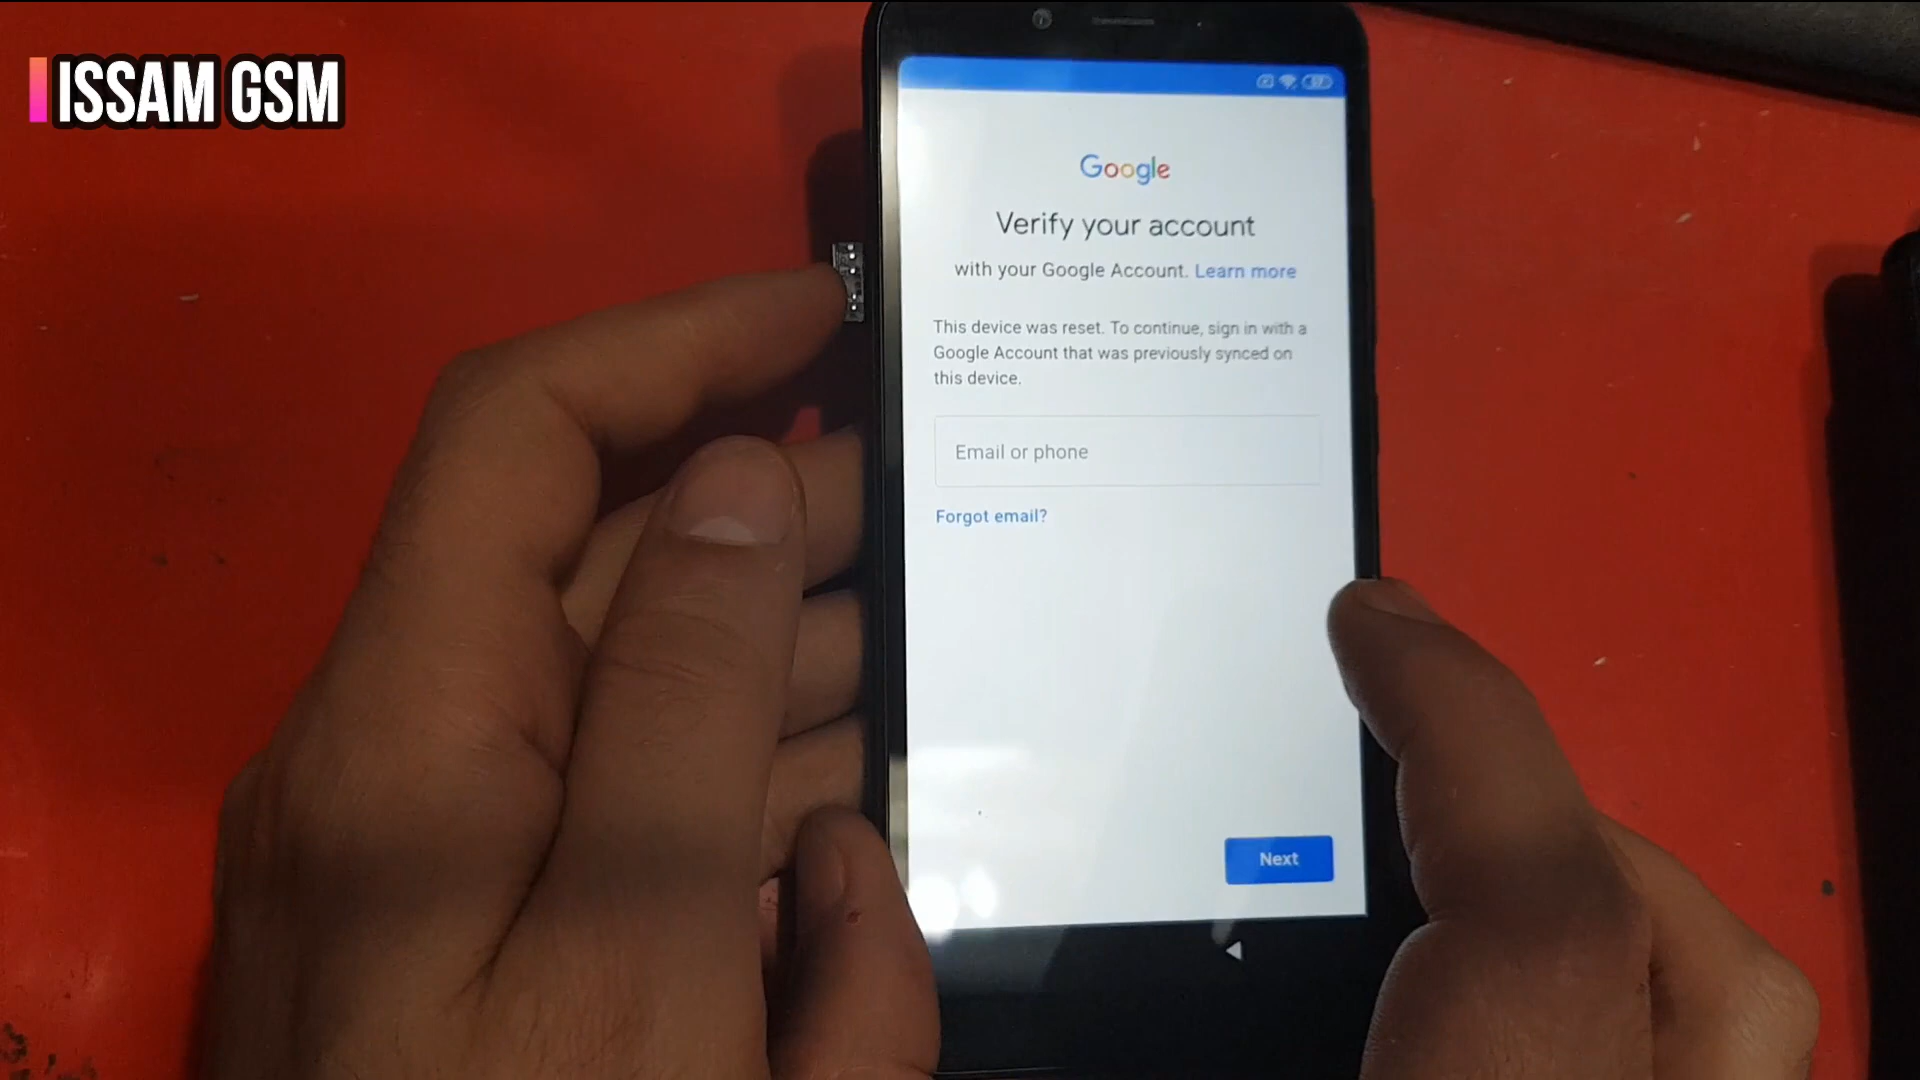 ISSAM GSM
Google
Verify your account
with your Google Account. Learn more
This device was reset. To continue, sign in with a
Google Account that was previously synced on
this device.
Email or phone
Forgot email?
Next